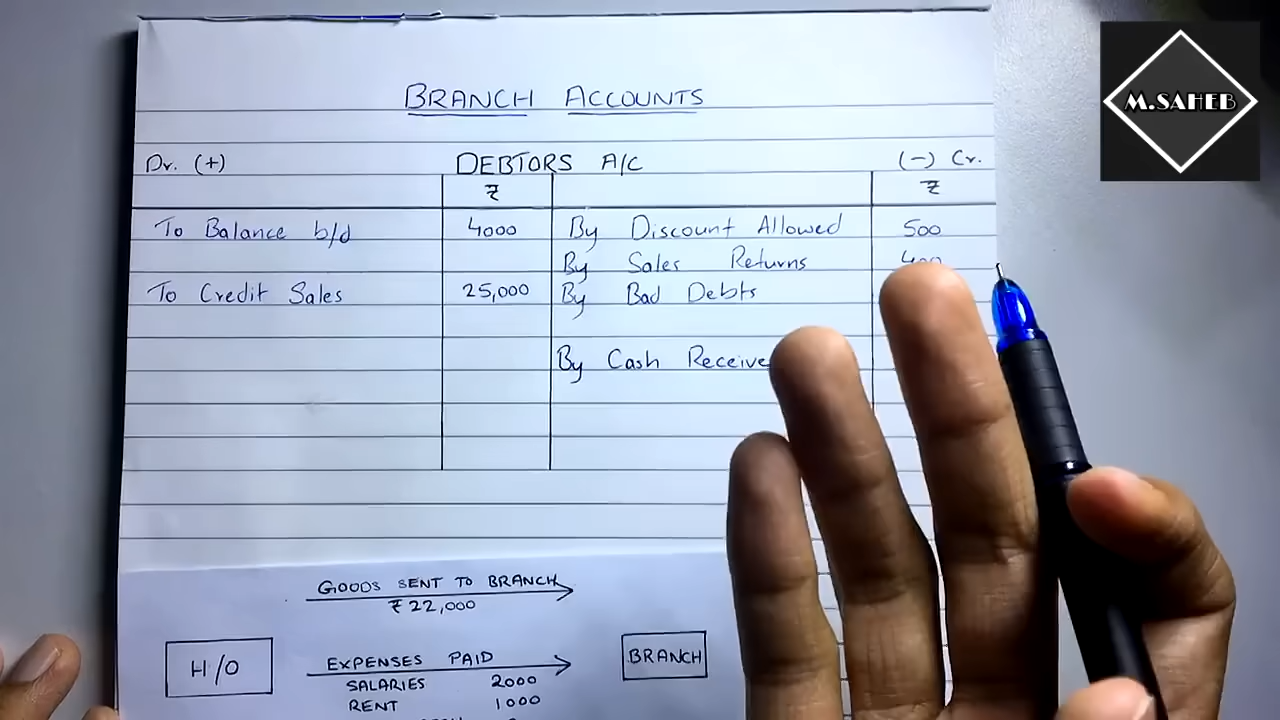 M.SAHEB
BRANCH ACCOUNTS
Dr. (+) DEBTORS A/C (-) Cr.
₹ ₹
To Balance b/d 4000 By Discount Allowed 500
By Sales Returns 400
To Credit Sales 25,000 By Bad Debts
By Cash Receive
GOODS SENT TO BRANCH
₹22,000
H/O EXPENSES PAID BRANCH
SALARIES 2000
RENT 1000